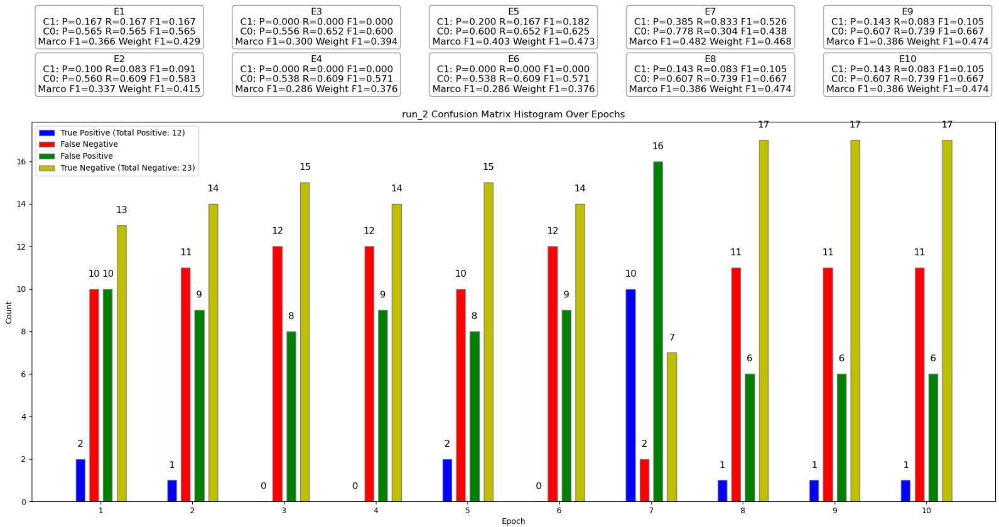 E1
C1: P=0.167 R=0.167 F1=0.167
C0: P=0.565 R=0.565 F1=0.565
Marco F1=0.366 Weight F1=0.429
E3
C1: P=0.000 R=0.000 F1=0.000
C0: P=0.556 R=0.652 F1=0.600
Marco F1=0.300 Weight F1=0.394
E5
C1: P=0.200 R=0.167 F1=0.182
C0: P=0.600 R=0.652 F1=0.625
Marco F1=0.403 Weight F1=0.473
E7
C1: P=0.385 R=0.833 F1=0.526
C0: P=0.778 R=0.304 F1=0.438
Marco F1=0.482 Weight F1=0.468
E9
C1: P=0.143 R=0.083 F1=0.105
C0: P=0.607 R=0.739 F1=0.667
Marco F1=0.386 Weight F1=0.474
E2
C1: P=0.100 R=0.083 F1=0.091
C0: P=0.560 R=0.609 F1=0.583
Marco F1=0.337 Weight F1=0.415
E4
C1: P=0.000 R=0.000 F1=0.000
C0: P=0.538 R=0.609 F1=0.571
Marco F1=0.286 Weight F1=0.376
E6
C1: P=0.000 R=0.000 F1=0.000
C0: P=0.538 R=0.609 F1=0.571
Marco F1=0.286 Weight F1=0.376
E8
C1: P=0.143 R=0.083 F1=0.105
C0: P=0.607 R=0.739 F1=0.667
Marco F1=0.386 Weight F1=0.474
E10
C1: P=0.143 R=0.083 F1=0.105
C0: P=0.607 R=0.739 F1=0.667
Marco F1=0.386 Weight F1=0.474
run_2 Confusion Matrix Histogram Over Epochs
True Positive (Total Positive: 12)
False Negative
False Positive
True Negative (Total Negative: 23)
Count
16
14
12
10
8
6
4
2
0
2 10 10 13
1 11 9 14
0 12 8 15
0 12 9 14
2 10 8 15
0 12 9 14
10 2 16 7
1 11 6 17
1 11 6 17
1 11 6 17
1 2 3 4 5 6 7 8 9 10
Epoch